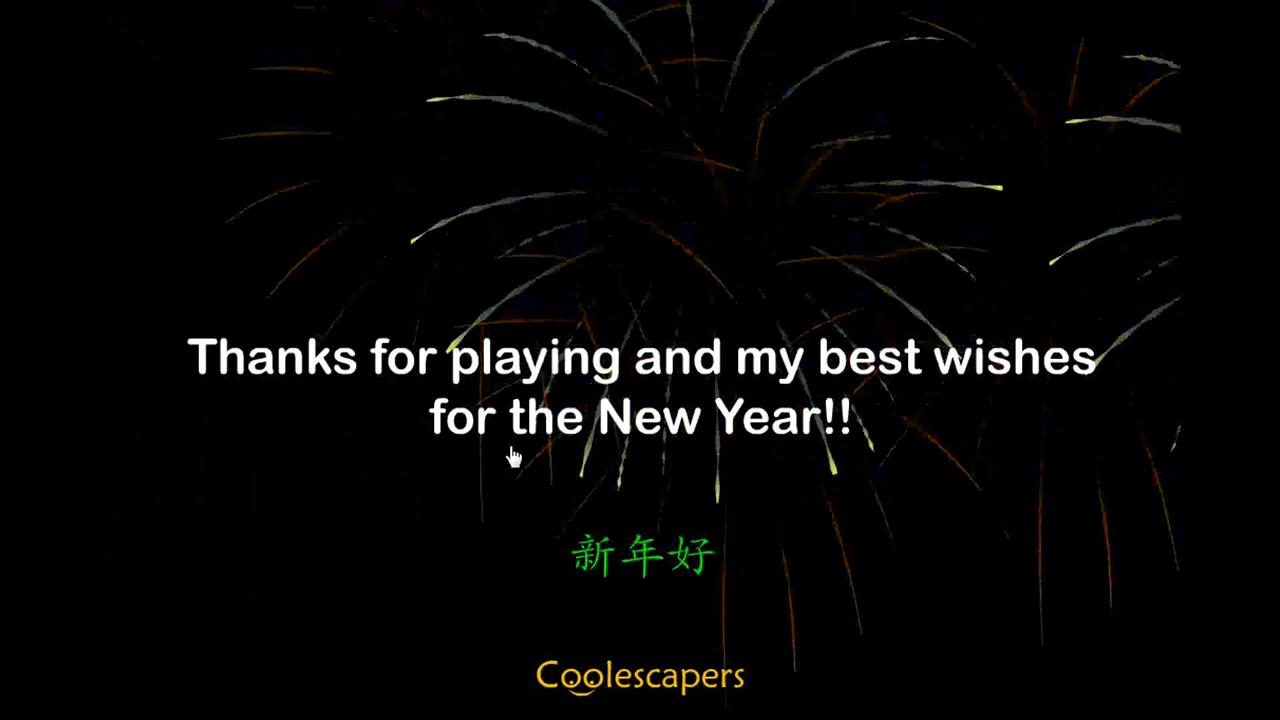 Thanks for playing and my best wishes
for the New Year!!
新年好
Coolescapers